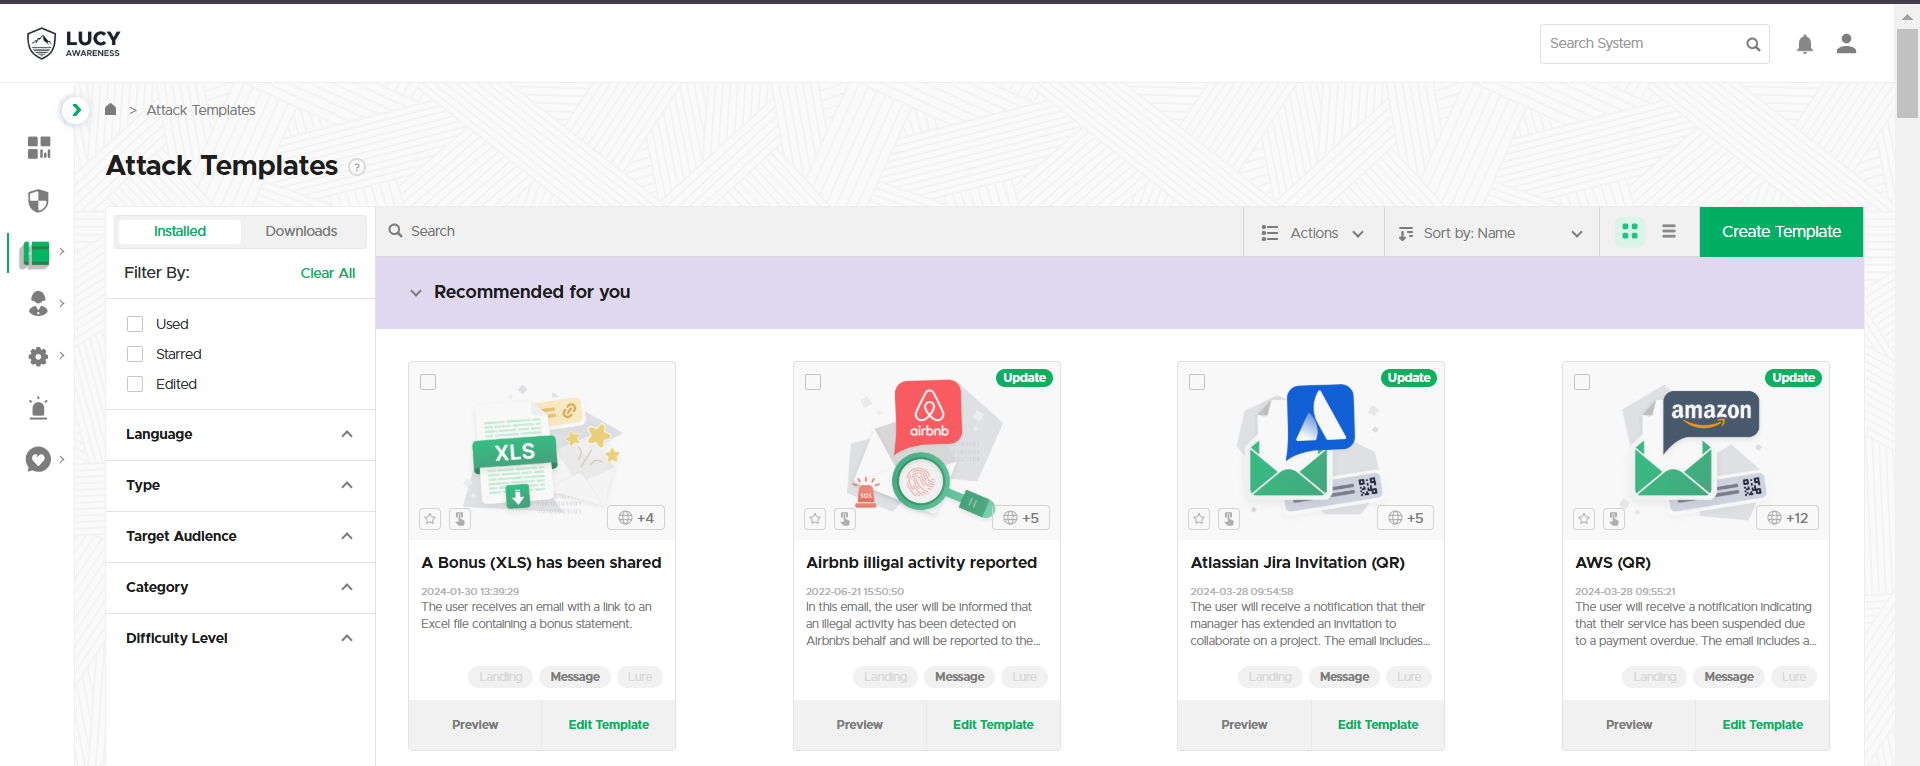 LUCY
AWARENESS
Search System
> Attack Templates
Attack Templates ?
Installed Downloads
Search
Actions
Sort by: Name
Create Template
Filter By: Clear All
Used
Starred
Edited
Language
Type
Target Audience
Category
Difficulty Level
Recommended for you
XLS
+4
A Bonus (XLS) has been shared
2024-01-30 13:39:29
The user receives an email with a link to an
Excel file containing a bonus statement.
Landing Message Lure
Preview Edit Template
Update
airbnb
SOS
+5
Airbnb illigal activity reported
2022-06-21 15:50:50
In this email, the user will be informed that
an illegal activity has been detected on
Airbnb's behalf and will be reported to the...
Landing Message Lure
Preview Edit Template
Update
+5
Atlassian Jira Invitation (QR)
2024-03-28 09:54:58
The user will receive a notification that their
manager has extended an invitation to
collaborate on a project. The email includes...
Landing Message Lure
Preview Edit Template
Update
amazon
+12
AWS (QR)
2024-03-28 09:55:21
The user will receive a notification indicating
that their service has been suspended due
to a payment overdue. The email includes a...
Landing Message Lure
Preview Edit Template